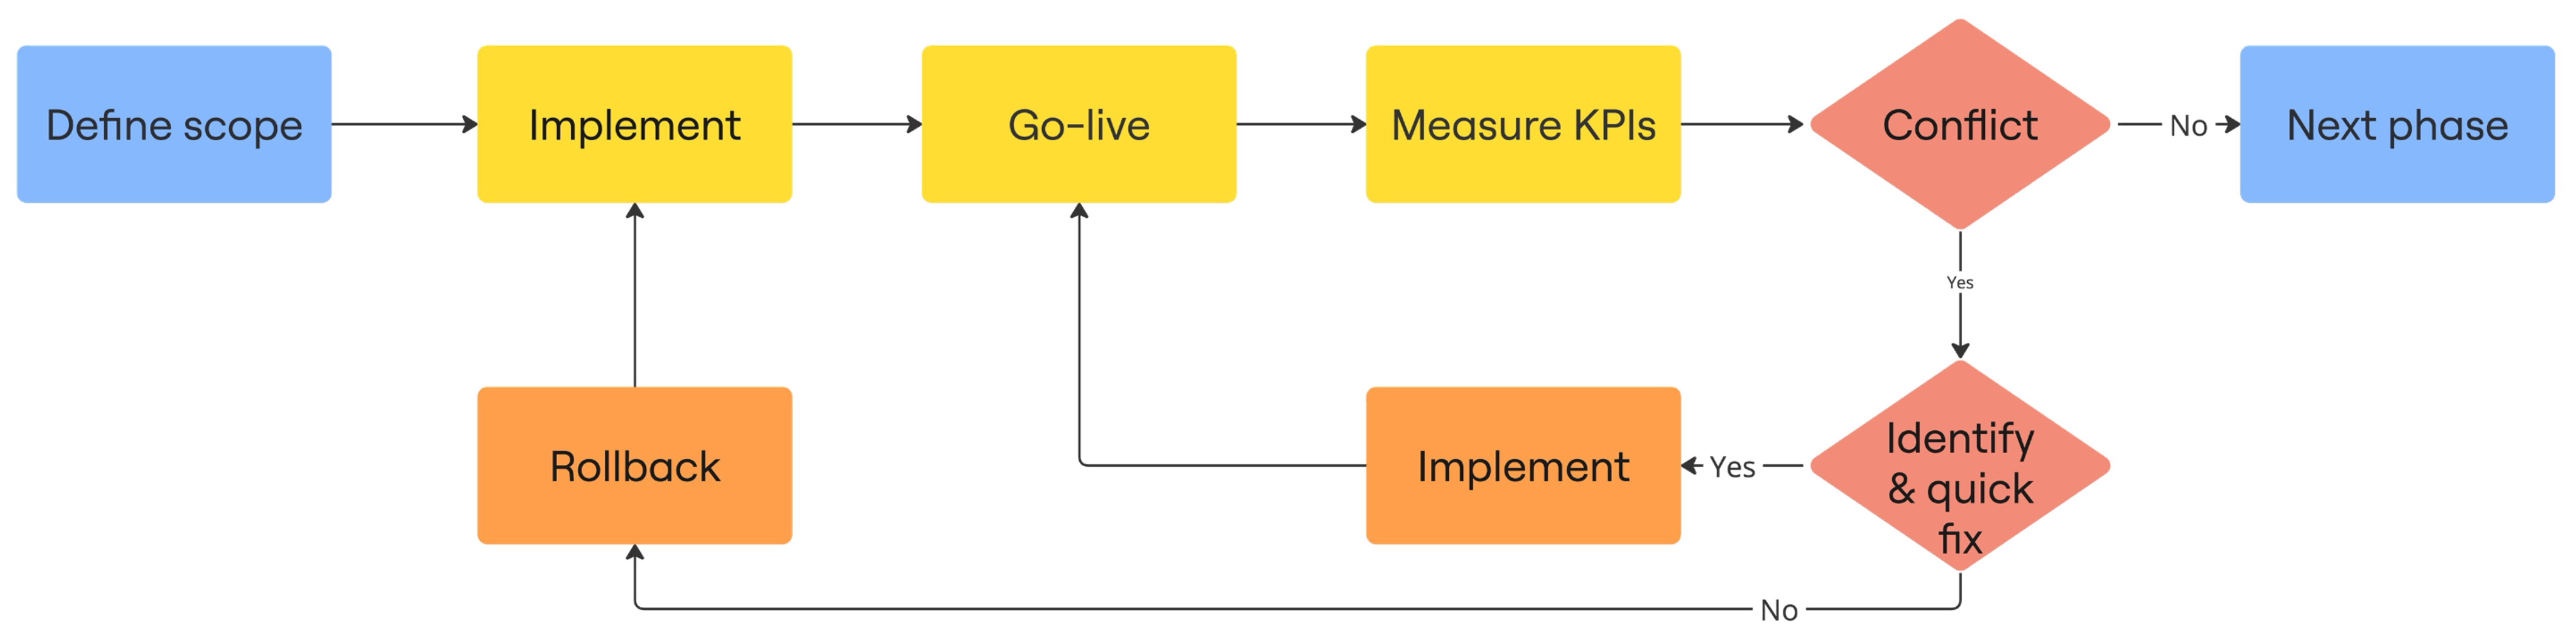 Define scope
Implement
Go-live
Measure KPIs
Conflict
No
Next phase
Yes
Rollback
Implement
Yes
Identify
& quick
fix
No